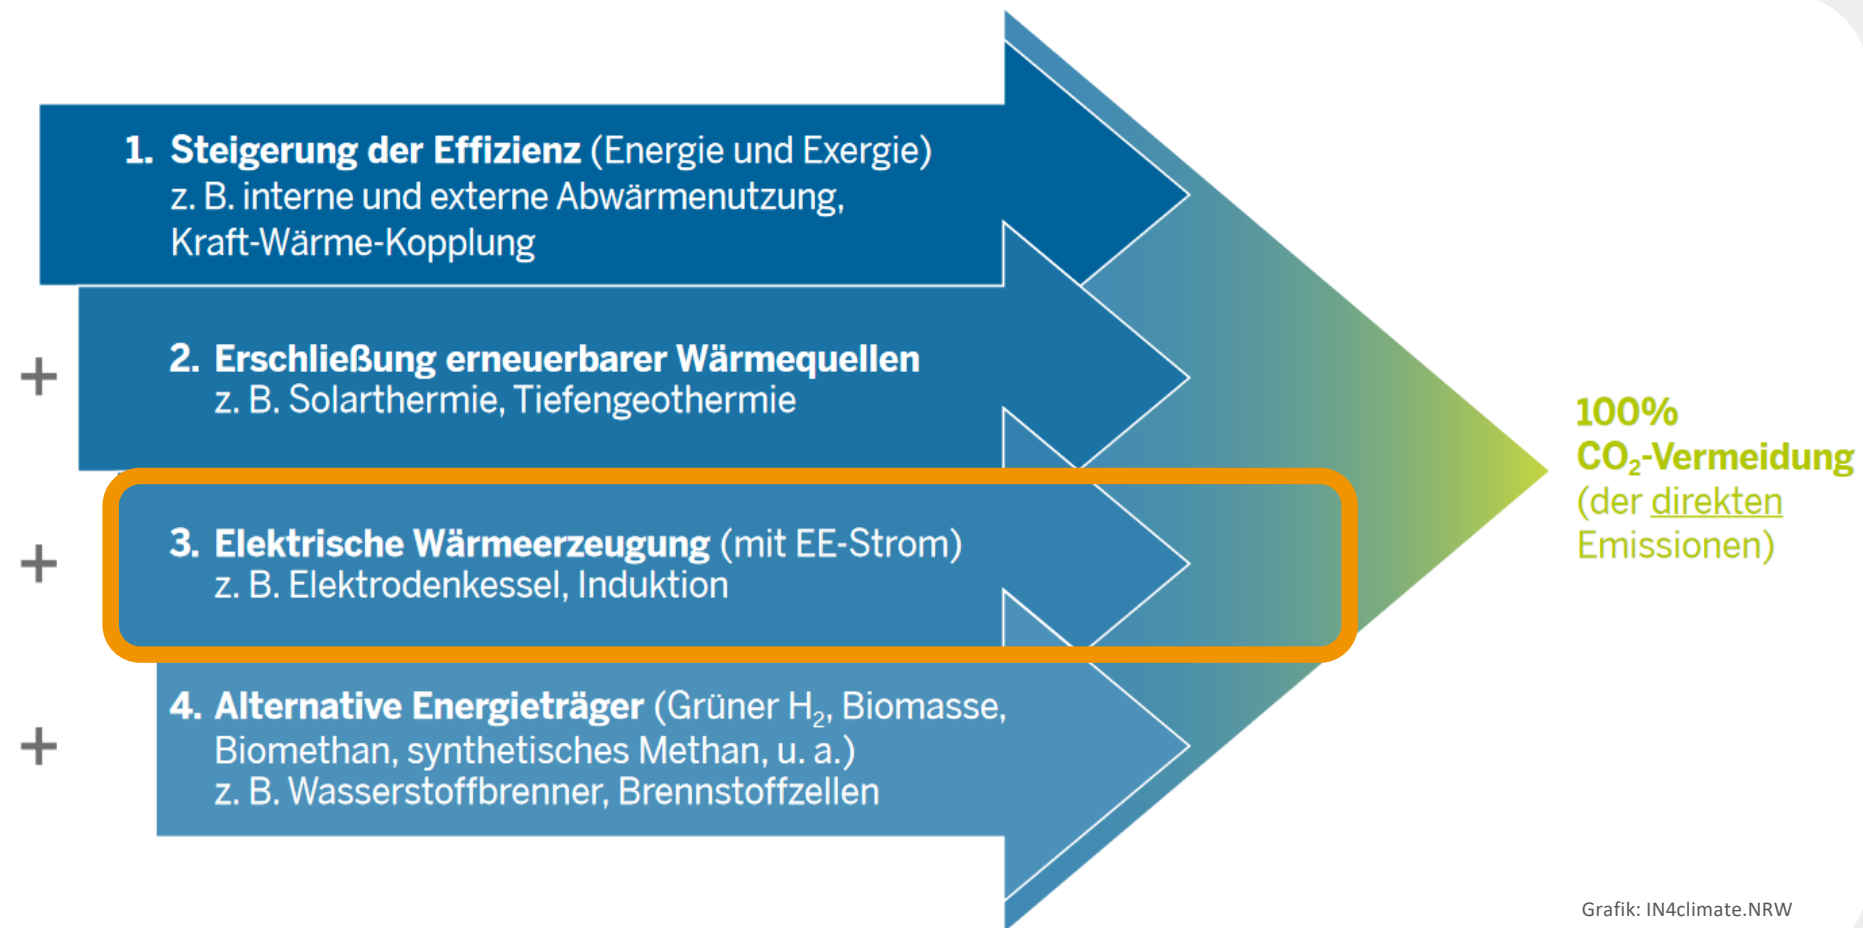 1. Steigerung der Effizienz (Energie und Exergie)
z. B. interne und externe Abwärmenutzung,
Kraft-Wärme-Kopplung
+
2. Erschließung erneuerbarer Wärmequellen
z. B. Solarthermie, Tiefengeothermie
+
3. Elektrische Wärmeerzeugung (mit EE-Strom)
z. B. Elektrodenkessel, Induktion
+
4. Alternative Energieträger (Grüner H₂, Biomasse,
Biomethan, synthetisches Methan, u. a.)
z. B. Wasserstoffbrenner, Brennstoffzellen
100%
CO₂-Vermeidung
(der direkten
Emissionen)
Grafik: IN4climate.NRW